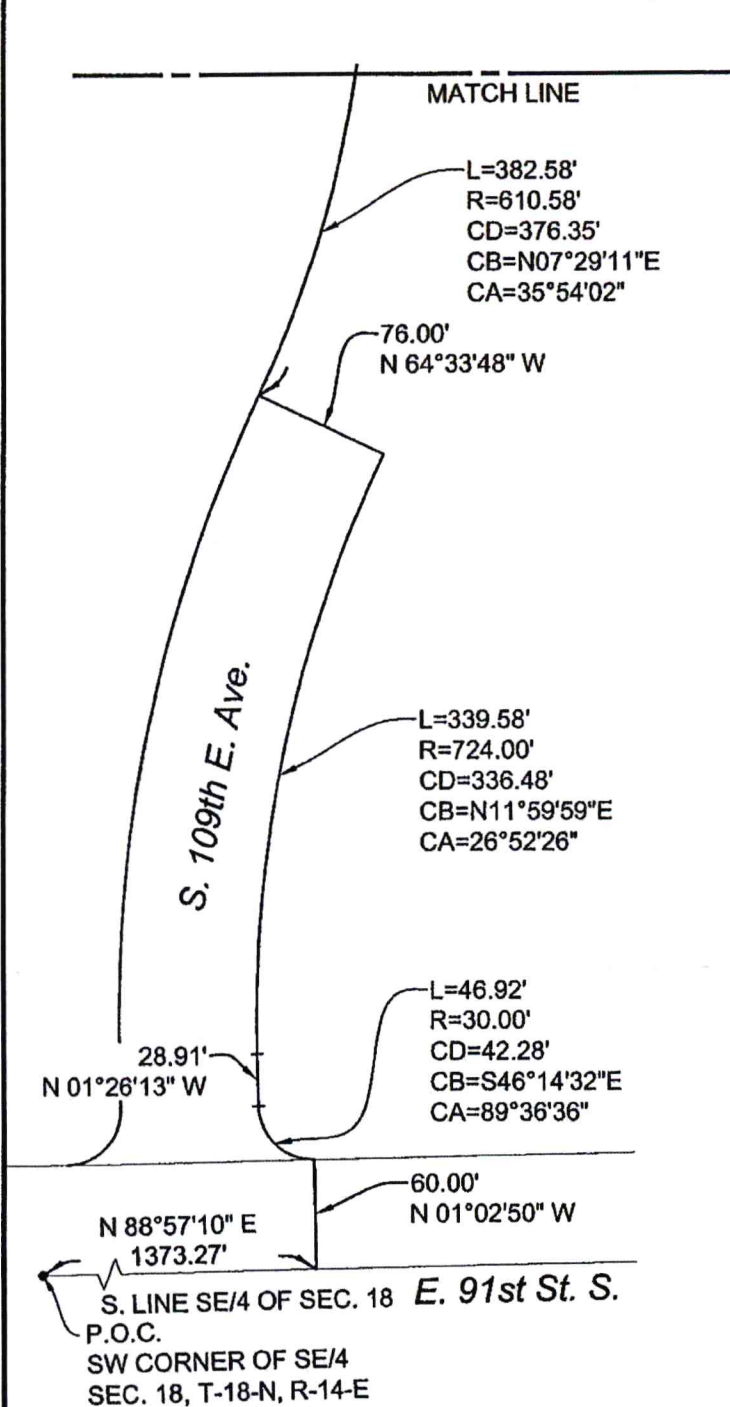 MATCH LINE
L=382.58'
R=610.58'
CD=376.35'
CB=N07°29'11"E
CA=35°54'02"
76.00'
N 64°33'48" W
S. 109th E. Ave.
L=339.58'
R=724.00'
CD=336.48'
CB=N11°59'59"E
CA=26°52'26"
L=46.92'
R=30.00'
CD=42.28'
CB=S46°14'32"E
CA=89°36'36"
28.91'
N 01°26'13" W
60.00'
N 01°02'50" W
N 88°57'10" E
1373.27'
S. LINE SE/4 OF SEC. 18
E. 91st St. S.
P.O.C.
SW CORNER OF SE/4
SEC. 18, T-18-N, R-14-E